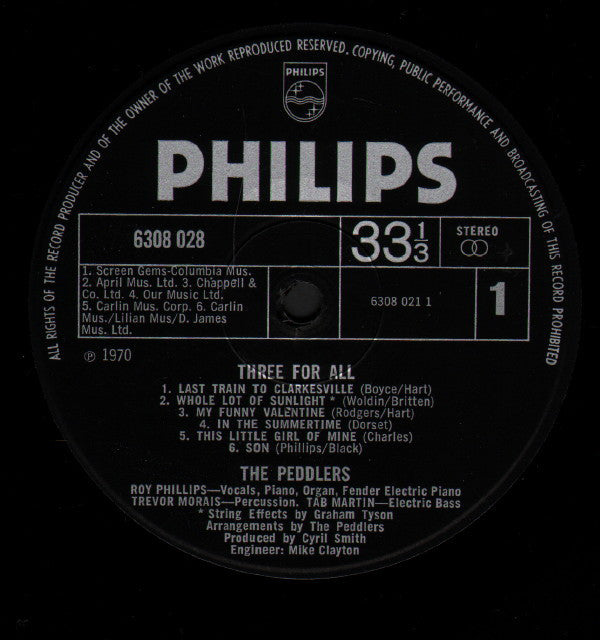 ALL RIGHTS OF THE RECORD PRODUCER AND OF THE OWNER OF THE WORK REPRODUCED RESERVED. COPYING, PUBLIC PERFORMANCE AND BROADCASTING OF THIS RECORD PROHIBITED
PHILIPS
PHILIPS
6308 028
33 1/3
STEREO
1. Screen Gems-Columbia Mus.
2. April Mus. Ltd. 3. Chappell &
Co. Ltd. 4. Our Music Ltd.
5. Carlin Mus. Corp. 6. Carlin
Mus./Lilian Mus/D. James
Mus. Ltd.
6308 021 1
1
℗ 1970
THREE FOR ALL
1. LAST TRAIN TO CLARKESVILLE (Boyce/Hart)
2. WHOLE LOT OF SUNLIGHT * (Woldin/Britten)
3. MY FUNNY VALENTINE (Rodgers/Hart)
4. IN THE SUMMERTIME (Dorset)
5. THIS LITTLE GIRL OF MINE (Charles)
6. SON (Phillips/Black)
THE PEDDLERS
ROY PHILLIPS—Vocals, Piano, Organ, Fender Electric Piano
TREVOR MORAIS—Percussion. TAB MARTIN—Electric Bass
* String Effects by Graham Tyson
Arrangements by The Peddlers
Produced by Cyril Smith
Engineer: Mike Clayton